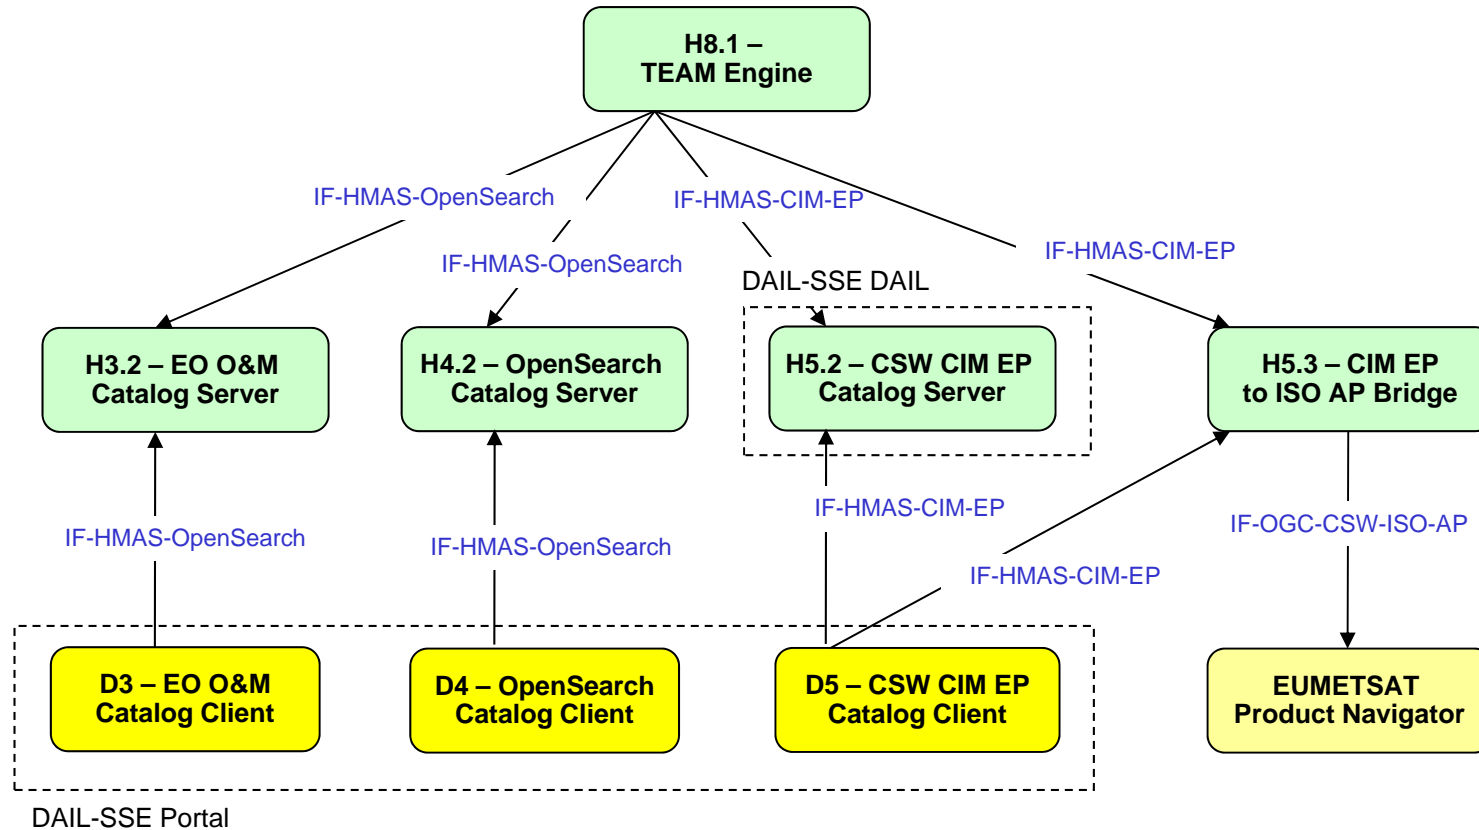 H8.1 –
TEAM Engine
IF-HMAS-OpenSearch
IF-HMAS-CIM-EP
IF-HMAS-OpenSearch
IF-HMAS-CIM-EP
DAIL-SSE DAIL
H3.2 – EO O&M
Catalog Server
H4.2 – OpenSearch
Catalog Server
H5.2 – CSW CIM EP
Catalog Server
H5.3 – CIM EP
to ISO AP Bridge
IF-HMAS-OpenSearch
IF-HMAS-OpenSearch
IF-HMAS-CIM-EP
IF-OGC-CSW-ISO-AP
IF-HMAS-CIM-EP
D3 – EO O&M
Catalog Client
D4 – OpenSearch
Catalog Client
D5 – CSW CIM EP
Catalog Client
EUMETSAT
Product Navigator
DAIL-SSE Portal